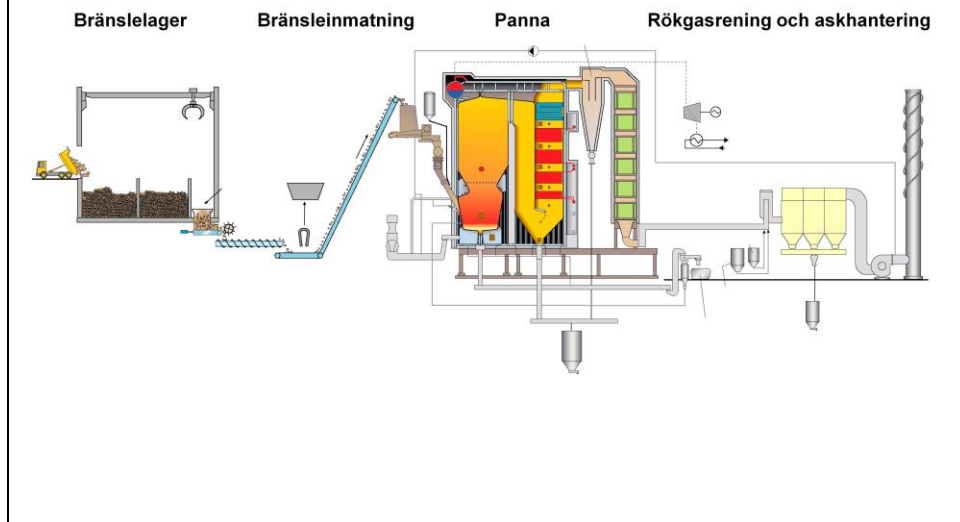 Bränslelager
Bränsleinmatning
Panna
Rökgasrening och askhantering